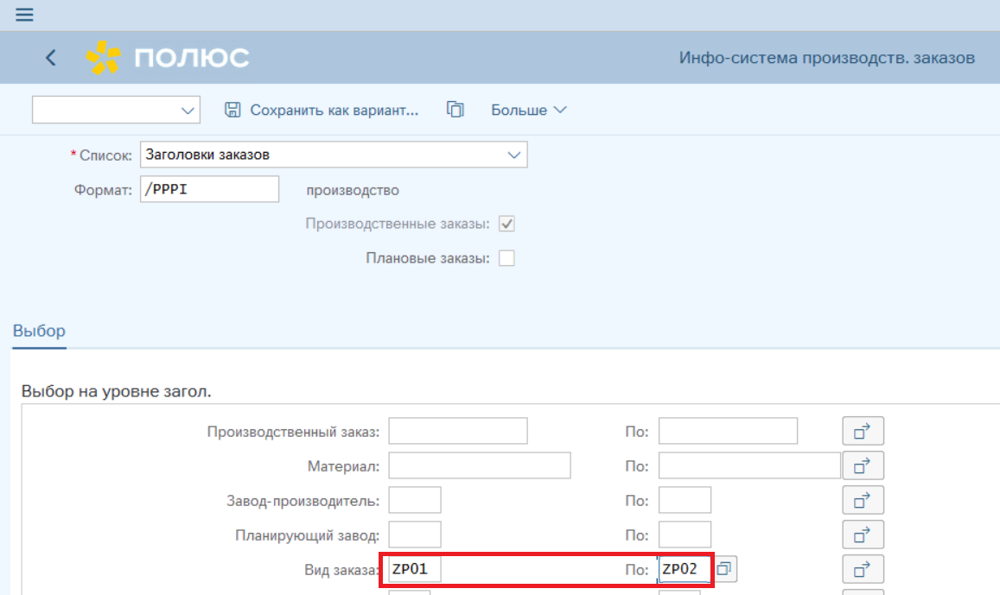 ПОЛЮС Инфо-система производств. заказов
Сохранить как вариант... Больше
* Список: Заголовки заказов
Формат: /PPPI производство
Производственные заказы:
Плановые заказы:
Выбор
Выбор на уровне загол.
Производственный заказ: По:
Материал: По:
Завод-производитель: По:
Планирующий завод: По:
Вид заказа: ZP01 По: ZP02